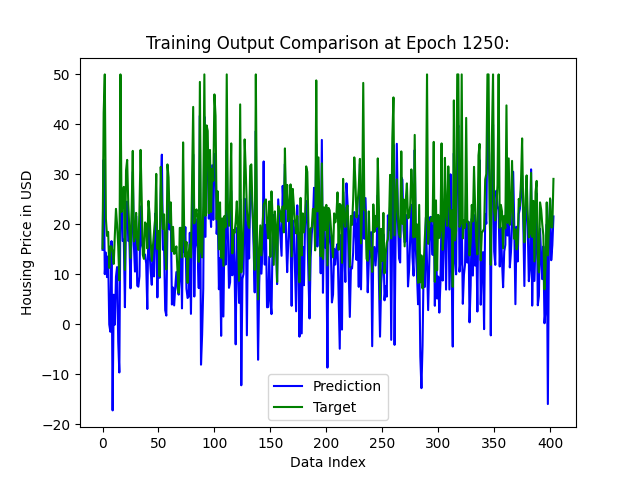 Training Output Comparison at Epoch 1250:
Housing Price in USD
50
40
30
20
10
0
−10
−20
Prediction
Target
0 50 100 150 200 250 300 350 400
Data Index